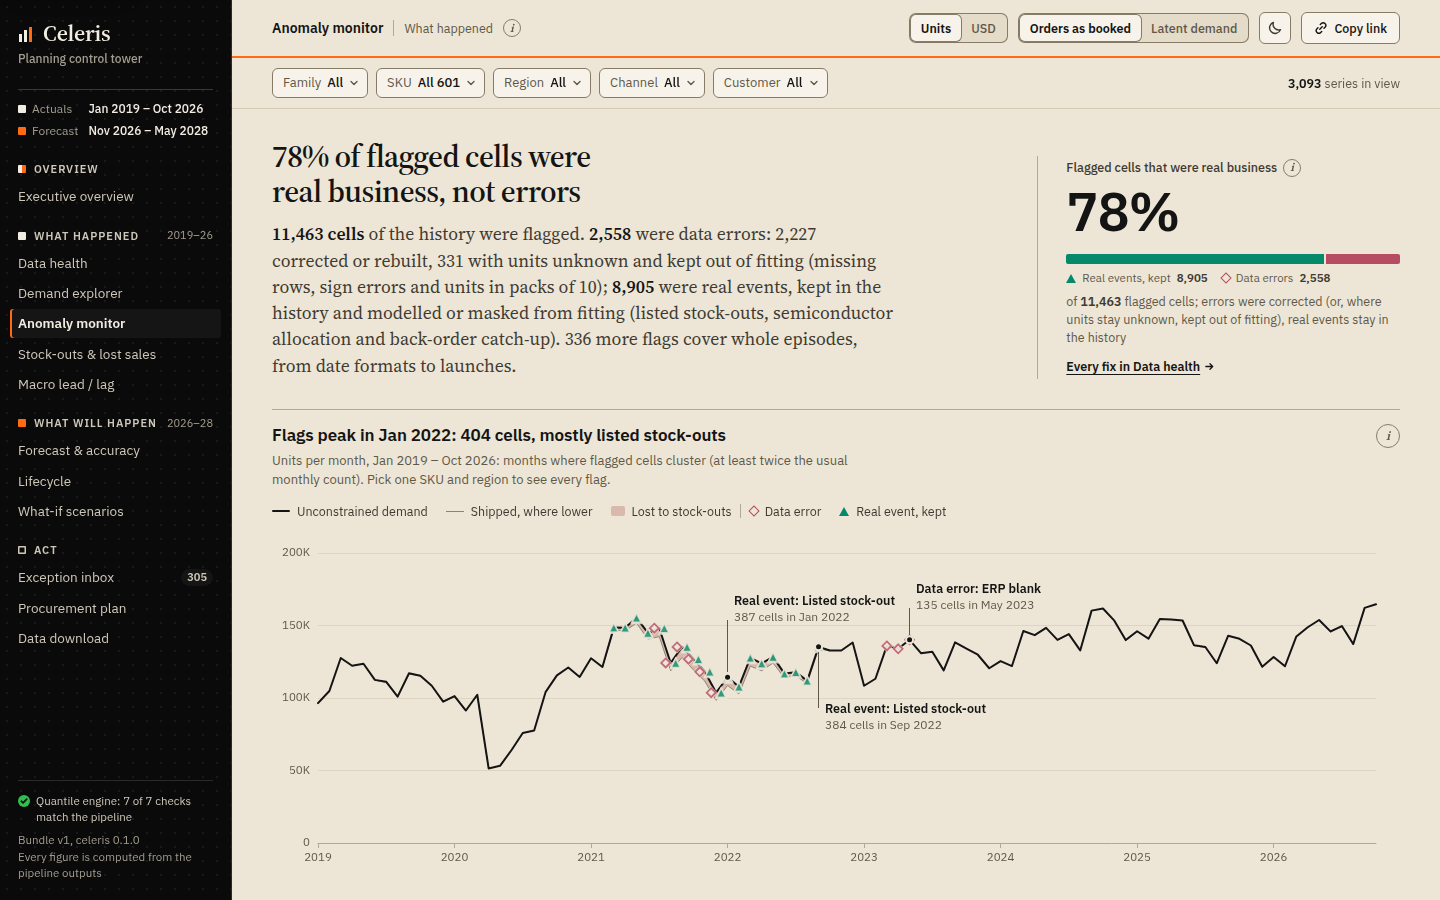 Celeris
Planning control tower
Actuals Jan 2019 – Oct 2026
Forecast Nov 2026 – May 2028
OVERVIEW
Executive overview
WHAT HAPPENED 2019–26
Data health
Demand explorer
Anomaly monitor
Stock-outs & lost sales
Macro lead / lag
WHAT WILL HAPPEN 2026–28
Forecast & accuracy
Lifecycle
What-if scenarios
ACT
Exception inbox 305
Procurement plan
Data download
Quantile engine: 7 of 7 checks
match the pipeline
Bundle v1, celeris 0.1.0
Every figure is computed from the
pipeline outputs
Anomaly monitor What happened i
Units USD Orders as booked Latent demand Copy link
Family All SKU All 601 Region All Channel All Customer All
3,093 series in view
78% of flagged cells were
real business, not errors
11,463 cells of the history were flagged. 2,558 were data errors: 2,227
corrected or rebuilt, 331 with units unknown and kept out of fitting (missing
rows, sign errors and units in packs of 10); 8,905 were real events, kept in the
history and modelled or masked from fitting (listed stock-outs, semiconductor
allocation and back-order catch-up). 336 more flags cover whole episodes,
from date formats to launches.
Flagged cells that were real business i
78%
Real events, kept 8,905 Data errors 2,558
of 11,463 flagged cells; errors were corrected (or, where
units stay unknown, kept out of fitting), real events stay in
the history
Every fix in Data health →
Flags peak in Jan 2022: 404 cells, mostly listed stock-outs i
Units per month, Jan 2019 – Oct 2026: months where flagged cells cluster (at least twice the usual
monthly count). Pick one SKU and region to see every flag.
Unconstrained demand Shipped, where lower Lost to stock-outs Data error Real event, kept
200K
150K
100K
50K
0
Real event: Listed stock-out
387 cells in Jan 2022
Data error: ERP blank
135 cells in May 2023
Real event: Listed stock-out
384 cells in Sep 2022
2019 2020 2021 2022 2023 2024 2025 2026